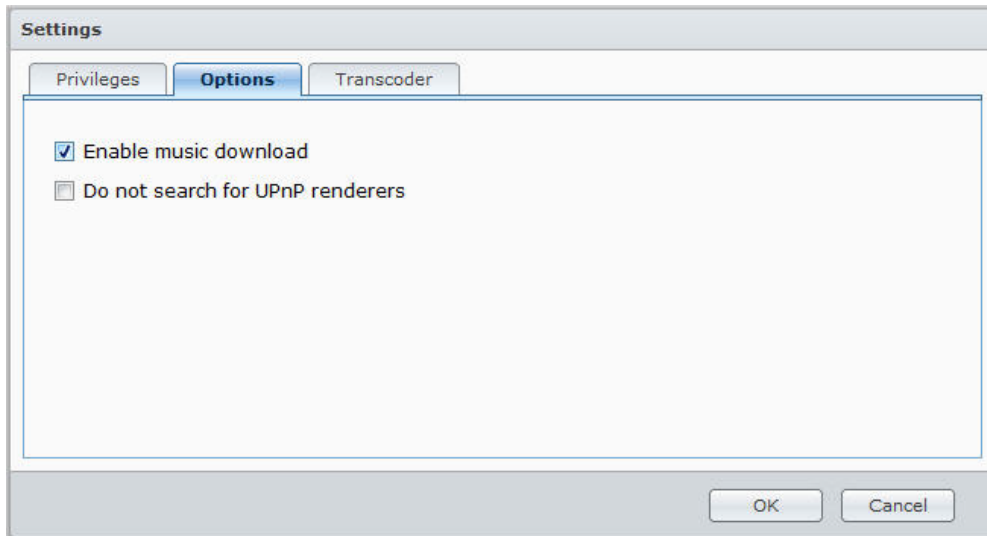 Settings
Privileges Options Transcoder
Enable music download
Do not search for UPnP renderers
OK Cancel